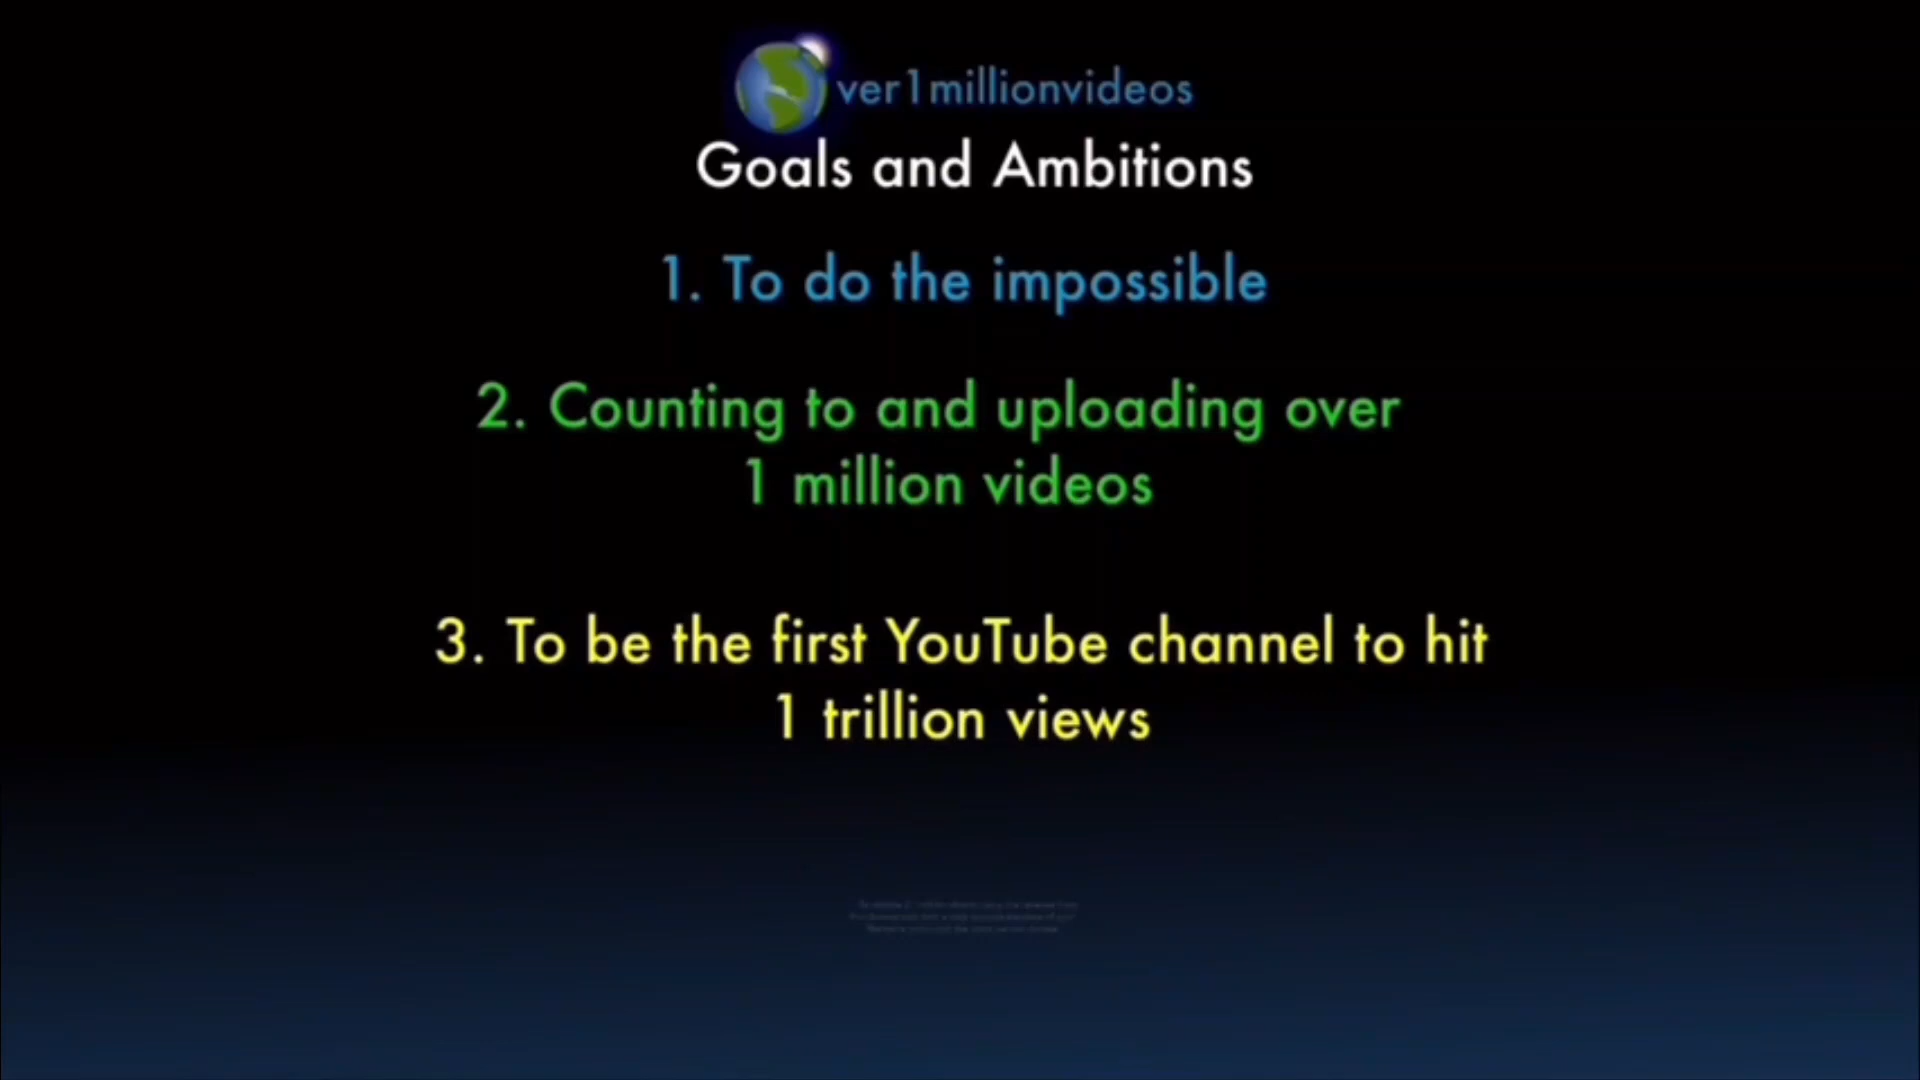 ver1millionvideos
Goals and Ambitions
1. To do the impossible
2. Counting to and uploading over
1 million videos
3. To be the first YouTube channel to hit
1 trillion views